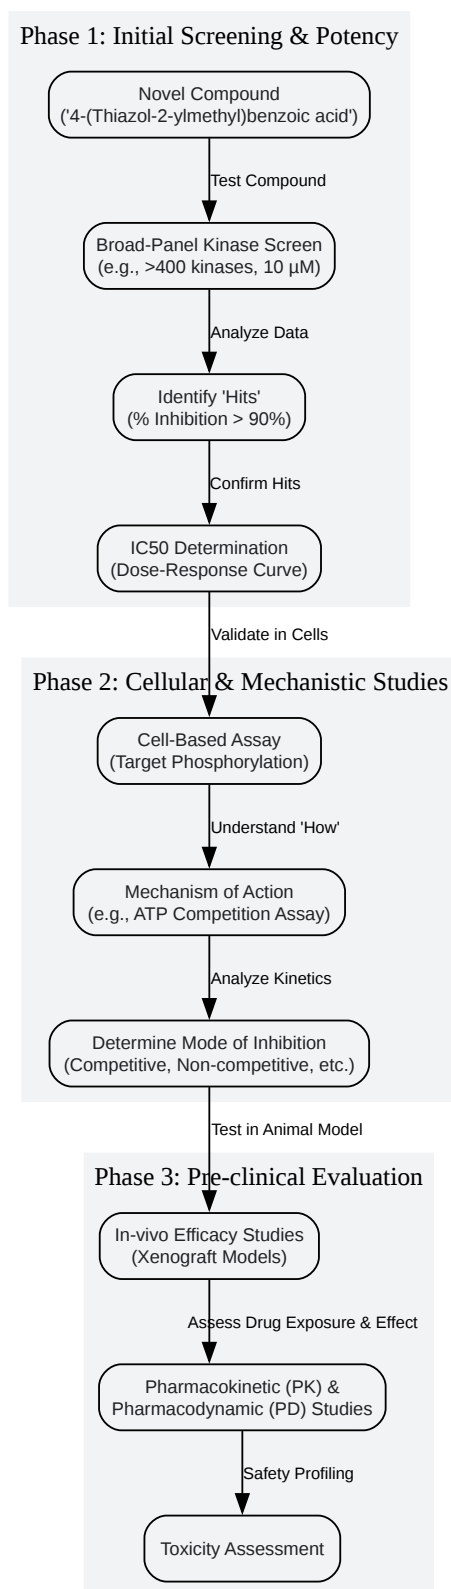 Phase 1: Initial Screening & Potency
Novel Compound
('4-(Thiazol-2-ylmethyl)benzoic acid')
Test Compound
Broad-Panel Kinase Screen
(e.g., >400 kinases, 10 µM)
Analyze Data
Identify 'Hits'
(% Inhibition > 90%)
Confirm Hits
IC50 Determination
(Dose-Response Curve)
Validate in Cells
Phase 2: Cellular & Mechanistic Studies
Cell-Based Assay
(Target Phosphorylation)
Understand 'How'
Mechanism of Action
(e.g., ATP Competition Assay)
Analyze Kinetics
Determine Mode of Inhibition
(Competitive, Non-competitive, etc.)
Test in Animal Model
Phase 3: Pre-clinical Evaluation
In-vivo Efficacy Studies
(Xenograft Models)
Assess Drug Exposure & Effect
Pharmacokinetic (PK) &
Pharmacodynamic (PD) Studies
Safety Profiling
Toxicity Assessment